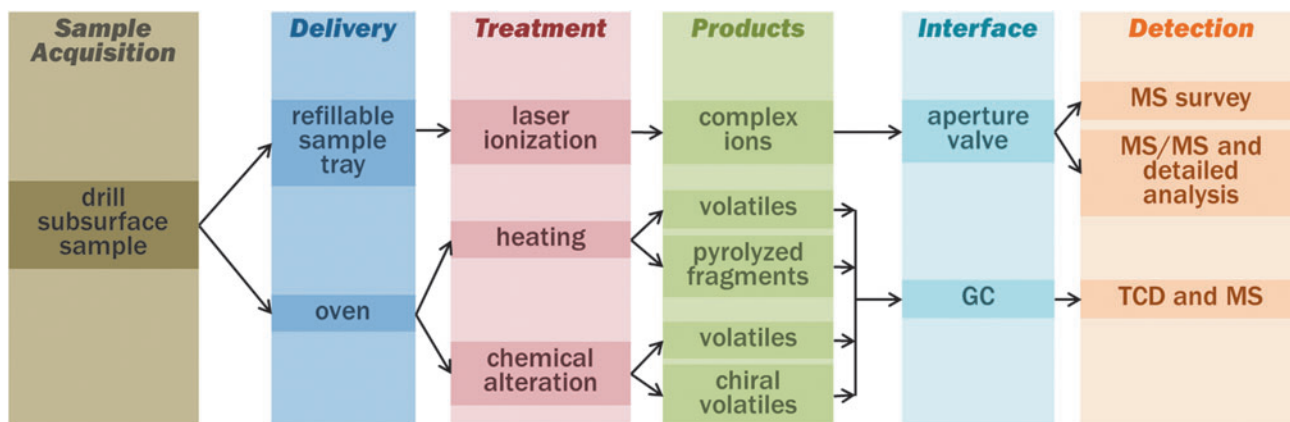 Sample
Acquisition
Delivery
Treatment
Products
Interface
Detection
drill
subsurface
sample
refillable
sample
tray
oven
laser
ionization
heating
chemical
alteration
complex
ions
volatiles
pyrolyzed
fragments
volatiles
chiral
volatiles
aperture
valve
GC
MS survey
MS/MS and
detailed
analysis
TCD and MS